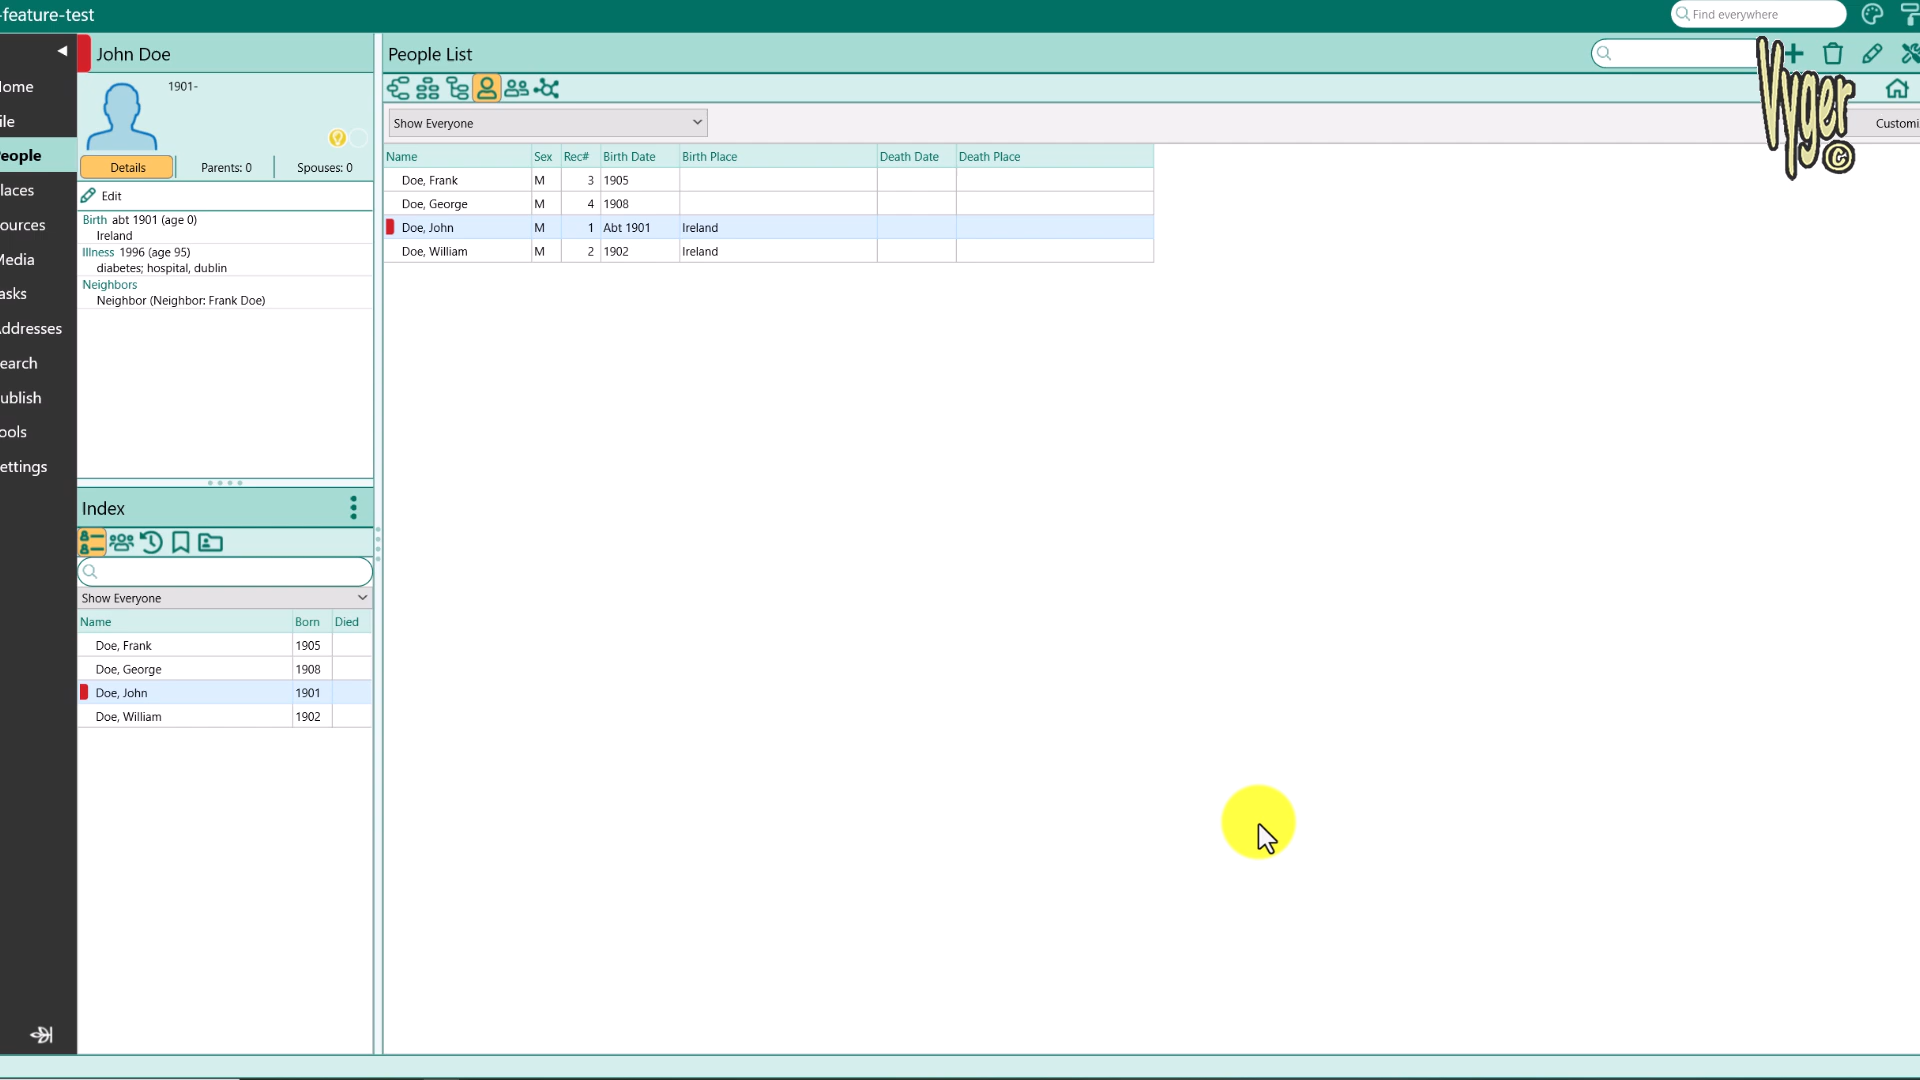 -feature-test
Find everywhere
John Doe
People List
Vyger
©
1901-
Details
Parents: 0
Spouses: 0
Edit
Birth abt 1901 (age 0)
Ireland
Illness 1996 (age 95)
diabetes; hospital, dublin
Neighbors
Neighbor (Neighbor: Frank Doe)
ome
ile
eople
laces
ources
edia
asks
ddresses
earch
ublish
ools
ettings
Show Everyone
Customi
Name Sex Rec# Birth Date Birth Place Death Date Death Place
Doe, Frank M 3 1905
Doe, George M 4 1908
Doe, John M 1 Abt 1901 Ireland
Doe, William M 2 1902 Ireland
Index
Show Everyone
Name Born Died
Doe, Frank 1905
Doe, George 1908
Doe, John 1901
Doe, William 1902